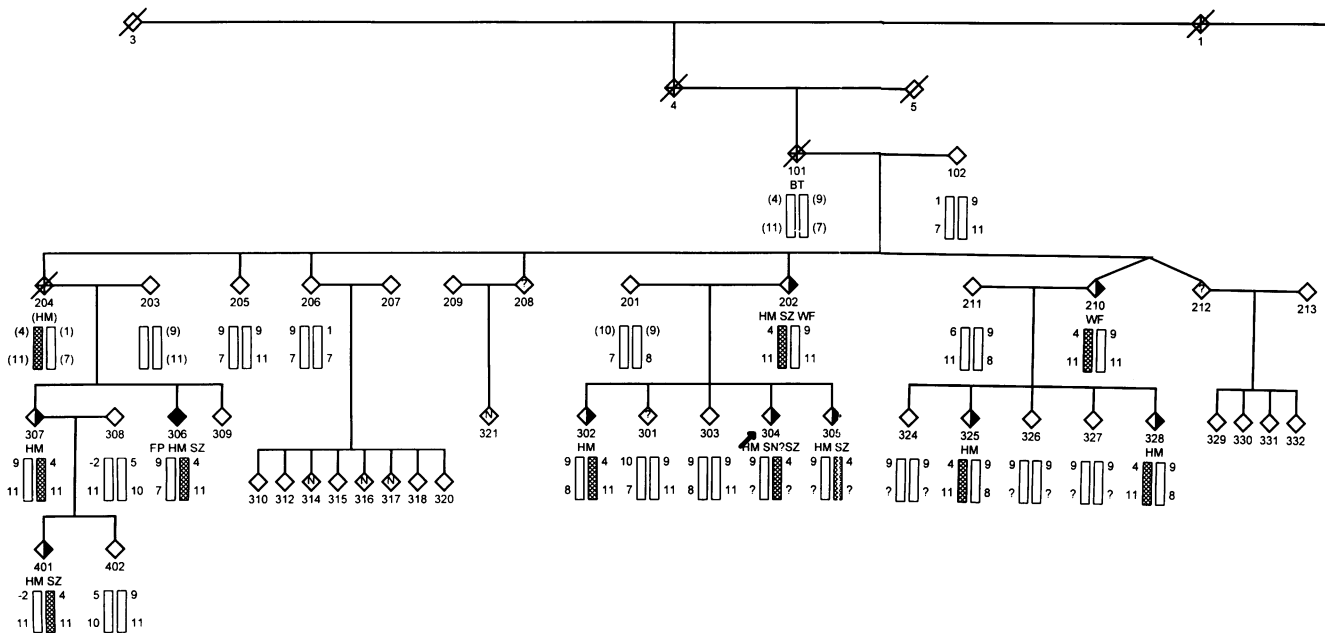 3 1
4 5
101 102
BT
(4) (9) 1 9
(11) (7) 7 11
?  ?
204 203 205 206 207 209 208 201 202 211 210 212 213
(HM) HM SZ WF WF
(4) (1) (9) 9 9 9 1 (10) (9) 4 9 6 9 4 9
(11) (7) (11) 7 11 7 7 7 8 11 11 11 8 11 11
N ?
307 308 306 309 321 302 301 303 304 305 324 325 326 327 328 329 330 331 332
HM FP HM SZ HM HM SN?SZ HM SZ HM HM
9 4 -2 5 9 4 9 4 10 9 9 9 9 4 9 4 9 9 4 9 9 9 9 9 4 9
11 11 11 10 7 11 8 11 7 11 8 11 ? ? ? ? ? ? 11 8 ? ? ? ? 11 8
N N N
310 312 314 315 316 317 318 320
401 402
HM SZ
-2 4 5 9
11 11 10 11